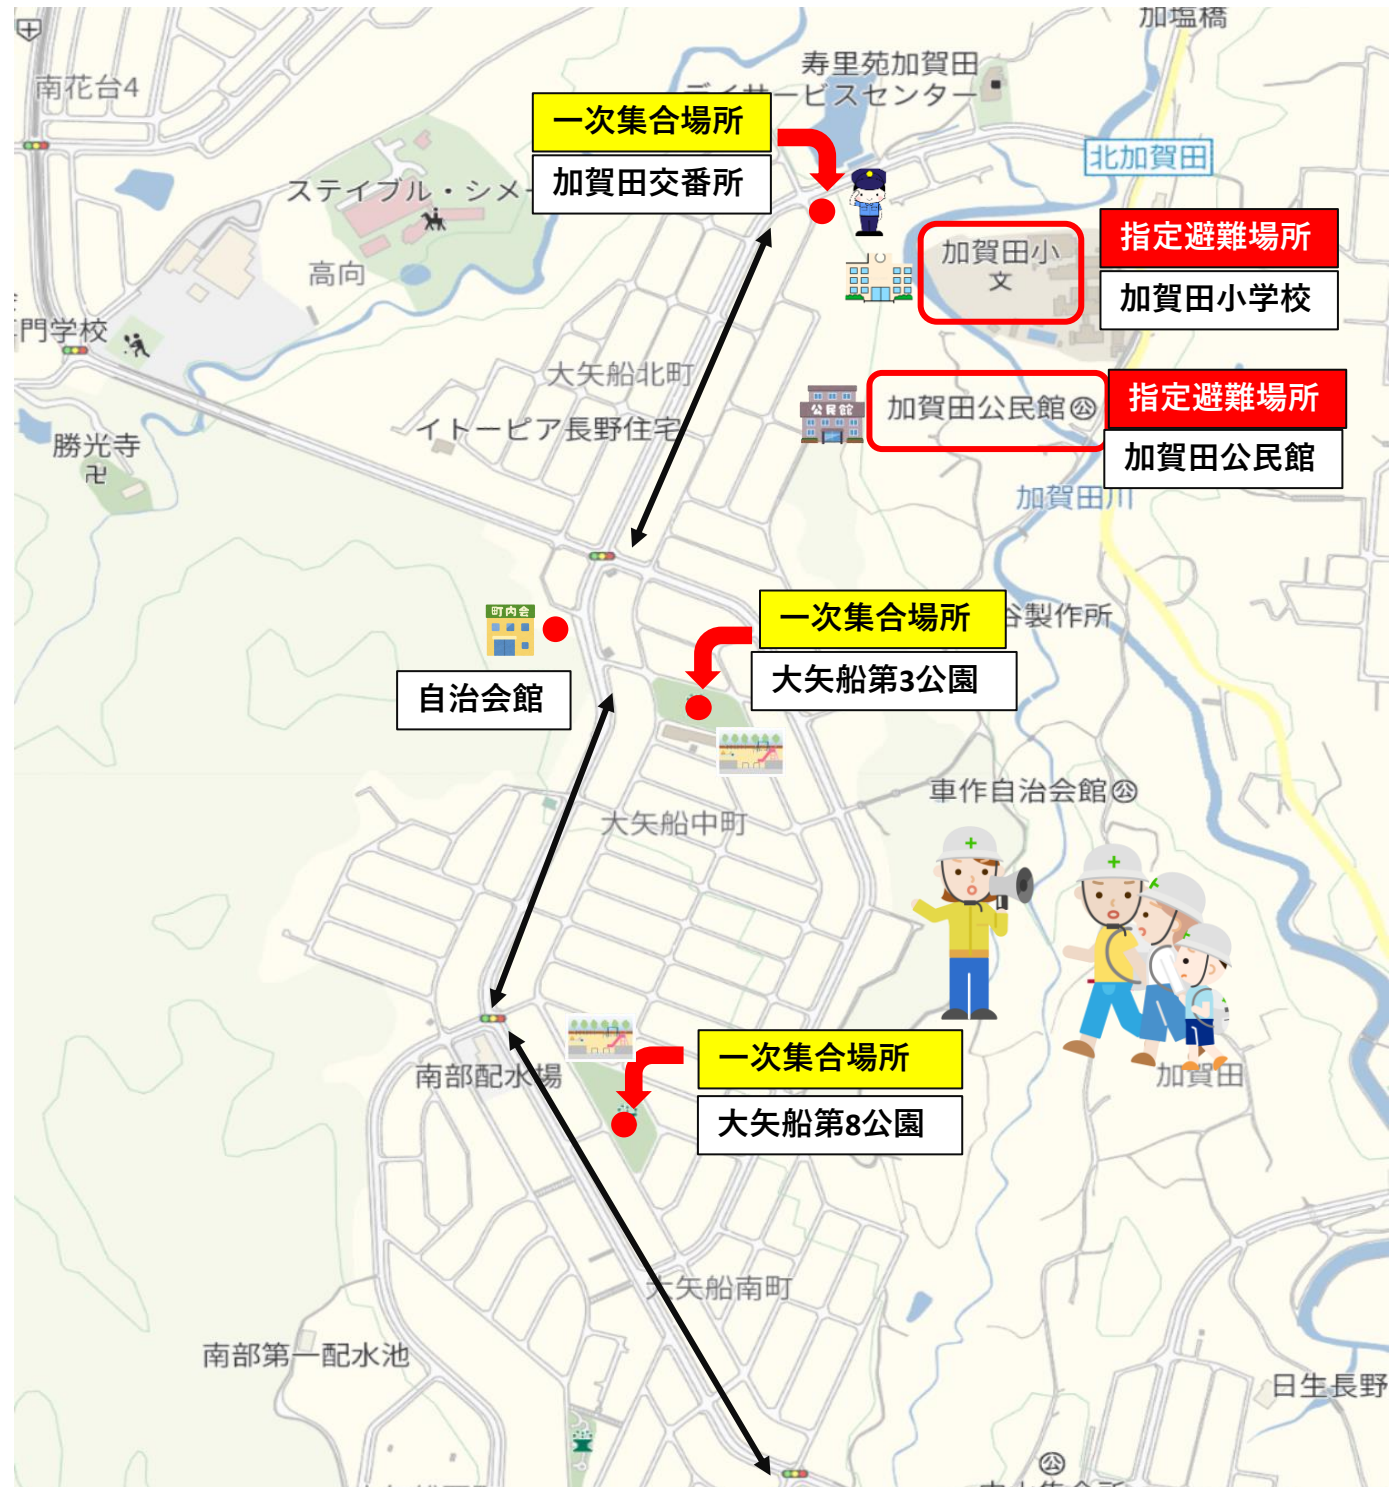 加塩橋
南花台4
寿里苑加賀田
デイサービスセンター
一次集合場所
加賀田交番所
北加賀田
ステイブル・シメ
加賀田小
文
指定避難場所
加賀田小学校
高向
門学校
大矢船北町
イトーピア長野住宅
公民館
加賀田公民館
公
指定避難場所
加賀田公民館
勝光寺
加賀田川
町内会
自治会館
一次集合場所
大矢船第3公園
谷製作所
車作自治会館
公
大矢船中町
南部配水場
一次集合場所
大矢船第8公園
加賀田
大矢船南町
南部第一配水池
日生長野
公